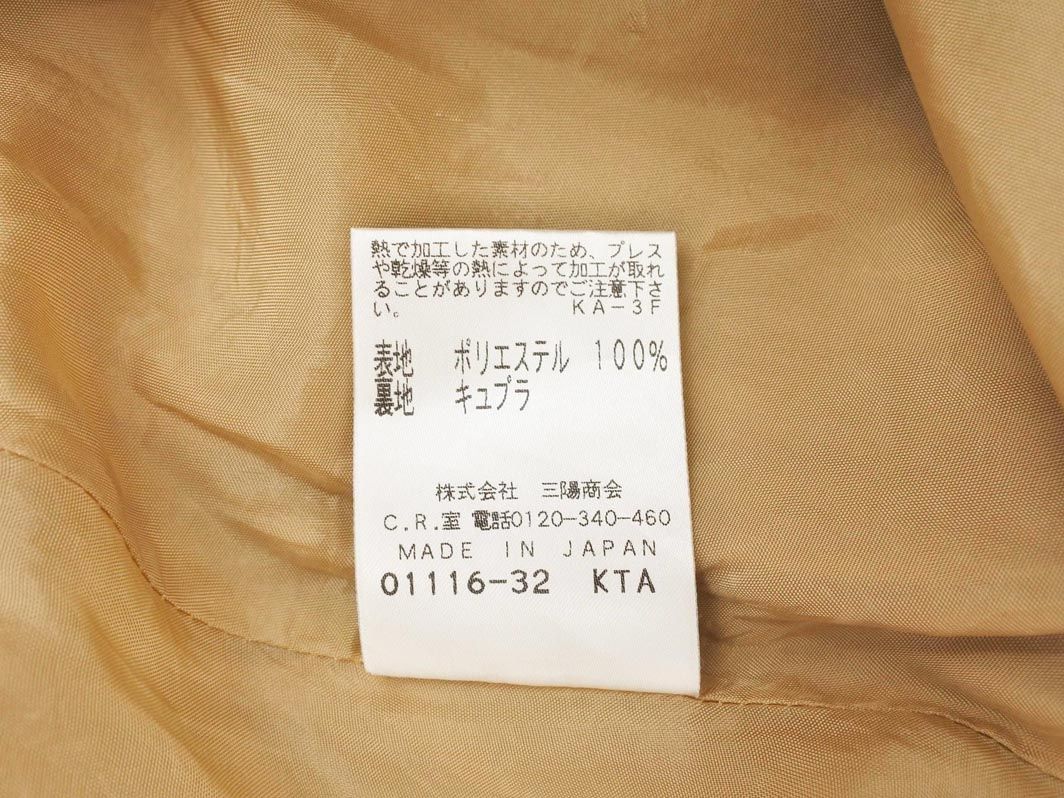 熱で加工した素材のため、プレス
や乾燥等の熱によって加工が取れ
ることがありますのでご注意下さ
い。 KA-3F
表地 ポリエステル 100%
裏地 キュプラ
株式会社 三陽商会
C.R.室 電話0120-340-460
MADE IN JAPAN
01116-32 KTA